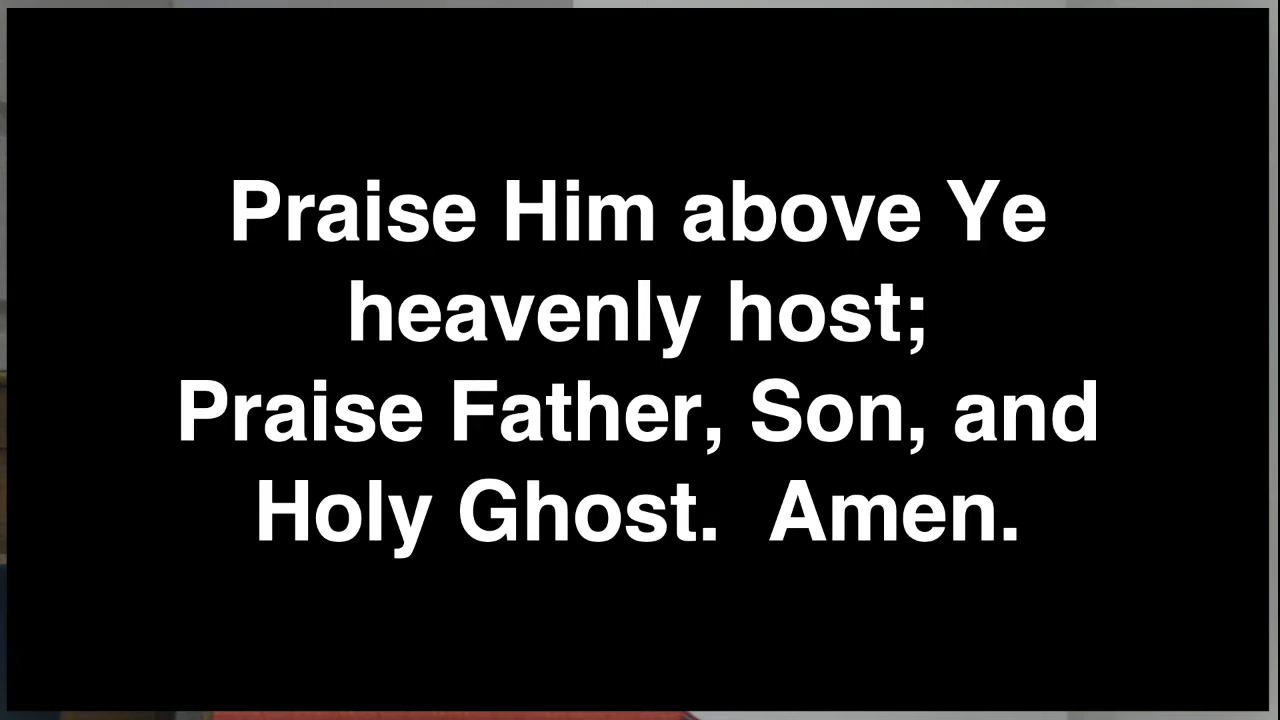 Praise Him above Ye
heavenly host;
Praise Father, Son, and
Holy Ghost.  Amen.